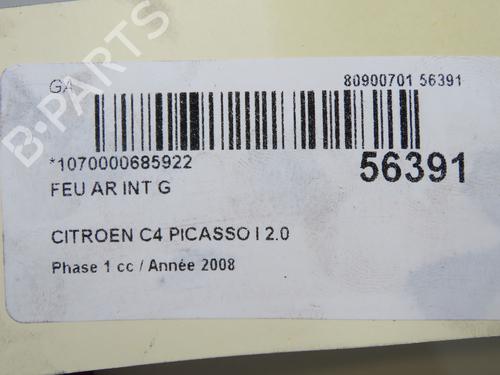 GA
80900701 56391
*1070000685922
56391
FEU AR INT G
CITROEN C4 PICASSO I 2.0
Phase 1 cc / Année 2008
B-PARTS